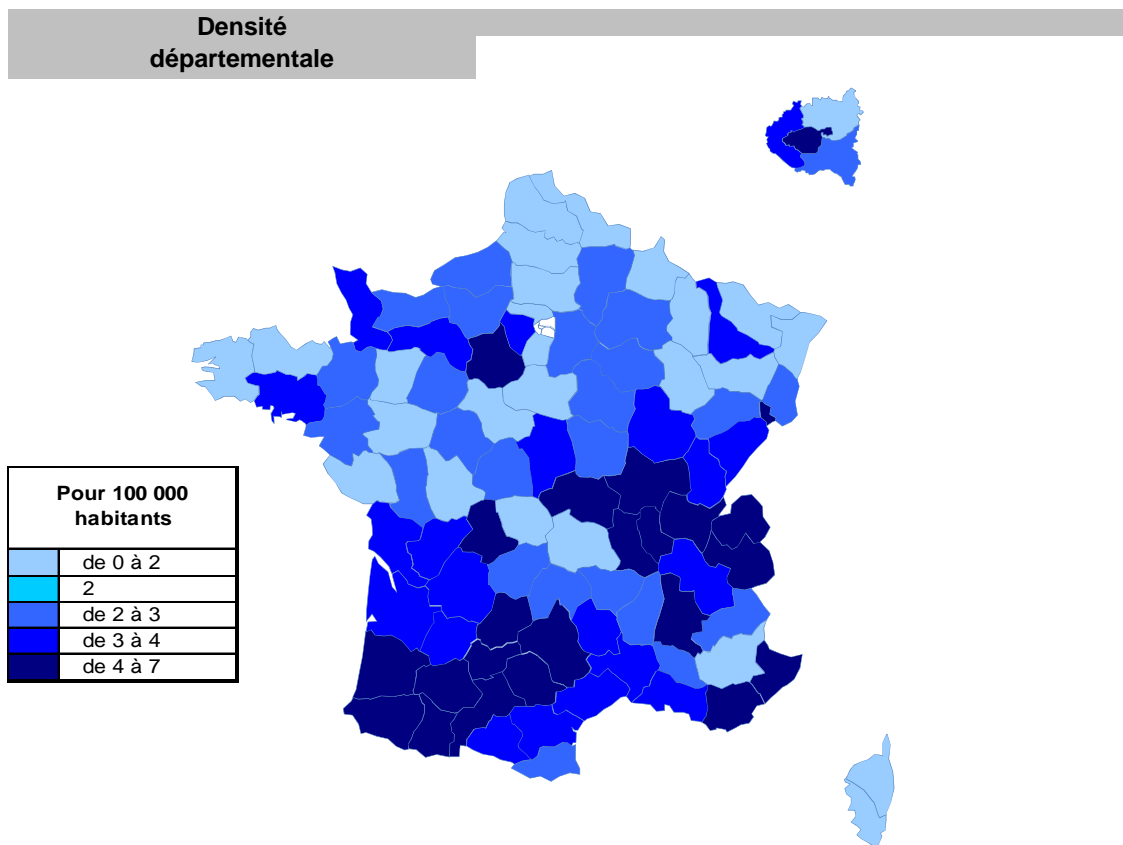 Densité
départementale
Pour 100 000
habitants
de 0 à 2
2
de 2 à 3
de 3 à 4
de 4 à 7